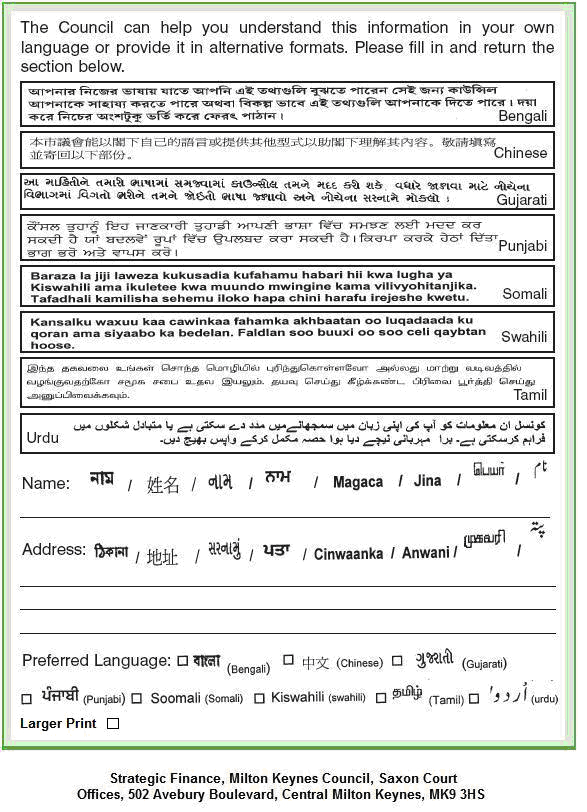 The Council can help you understand this information in your own
language or provide it in alternative formats. Please fill in and return the
section below.
আপনার নিজের ভাষায় যাতে আপনি এই তথ্যগুলি বুঝতে পারেন সেই জন্য কাউন্সিল
আপনাকে সাহায্য করতে পারে অথবা বিকল্প ভাবে এই তথ্যগুলি আপনাকে দিতে পারে। দয়া
করে নিচের অংশটুকু ভর্তি করে ফেরৎ পাঠান।
Bengali
本市議會能以閣下自己的語言或提供其他型式以助閣下理解其內容。敬請填寫
並寄回以下部份。
Chinese
આ માહિતીને તમારી ભાષામાં સમજવામાં કાઉન્સીલ તમને મદદ કરી શકે. વધારે જાણવા માટે નીચેના
વિભાગમાં વિગતો ભરીને તમને જોઈતી ભાષા જણાવો અને નીચેના સરનામે મોકલો.
Gujarati
ਕੌਂਸਲ ਤੁਹਾਨੂੰ ਇਹ ਜਾਣਕਾਰੀ ਤੁਹਾਡੀ ਆਪਣੀ ਭਾਸ਼ਾ ਵਿੱਚ ਸਮਝਣ ਲਈ ਮਦਦ ਕਰ
ਸਕਦੀ ਹੈ ਯਾਂ ਬਦਲਵੇਂ ਰੂਪਾਂ ਵਿੱਚ ਉਪਲਬਦ ਕਰਾ ਸਕਦੀ ਹੈ। ਕਿਰਪਾ ਕਰਕੇ ਹੇਠਾਂ ਦਿੱਤਾ
ਭਾਗ ਭਰੋ ਅਤੇ ਵਾਪਸ ਕਰੋ।
Punjabi
Baraza la jiji laweza kukusadia kufahamu habari hii kwa lugha ya
Kiswahili ama ikuletee kwa muundo mwingine kama vilivyohitanjika.
Tafadhali kamilisha sehemu iloko hapa chini harafu irejeshe kwetu.
Somali
Kansalku waxuu kaa cawinkaa fahamka akhbaatan oo luqadaada ku
qoran ama siyaabo ka bedelan. Faldlan soo buuxi oo soo celi qaybtan
hoose.
Swahili
இந்த தகவலை உங்கள் சொந்த மொழியில் புரிந்துகொள்ளவோ அல்லது மாற்று வடிவத்தில்
வழங்குவதற்கோ சமூக சபை உதவ இயலும். தயவு செய்து கீழ்க்கண்ட பிரிவை பூர்த்தி செய்து
அனுப்பிவைக்கவும்.
Tamil
کونسل ان معلومات کو آپ کی اپنی زبان میں سمجھانے میں مدد دے سکتی ہے یا متبادل شکلوں میں
فراہم کرسکتی ہے۔ برا مہربانی نیچے دیا ہوا حصہ مکمل کرکے واپس بھیج دیں۔
Urdu
Name: নাম / 姓名 / નામ / ਨਾਮ / Magaca / Jina / பெயர் / نام
Address: ঠিকানা / 地址 / સરનામું / ਪਤਾ / Cinwaanka / Anwani / முகவரி / پتہ
Preferred Language: বাংলা (Bengali) 中文 (Chinese) ગુજરાતી (Gujarati)
ਪੰਜਾਬੀ (Punjabi) Soomali (Somali) Kiswahili (swahili) தமிழ் (Tamil) اُردو (urdu)
Larger Print
Strategic Finance, Milton Keynes Council, Saxon Court
Offices, 502 Avebury Boulevard, Central Milton Keynes, MK9 3HS